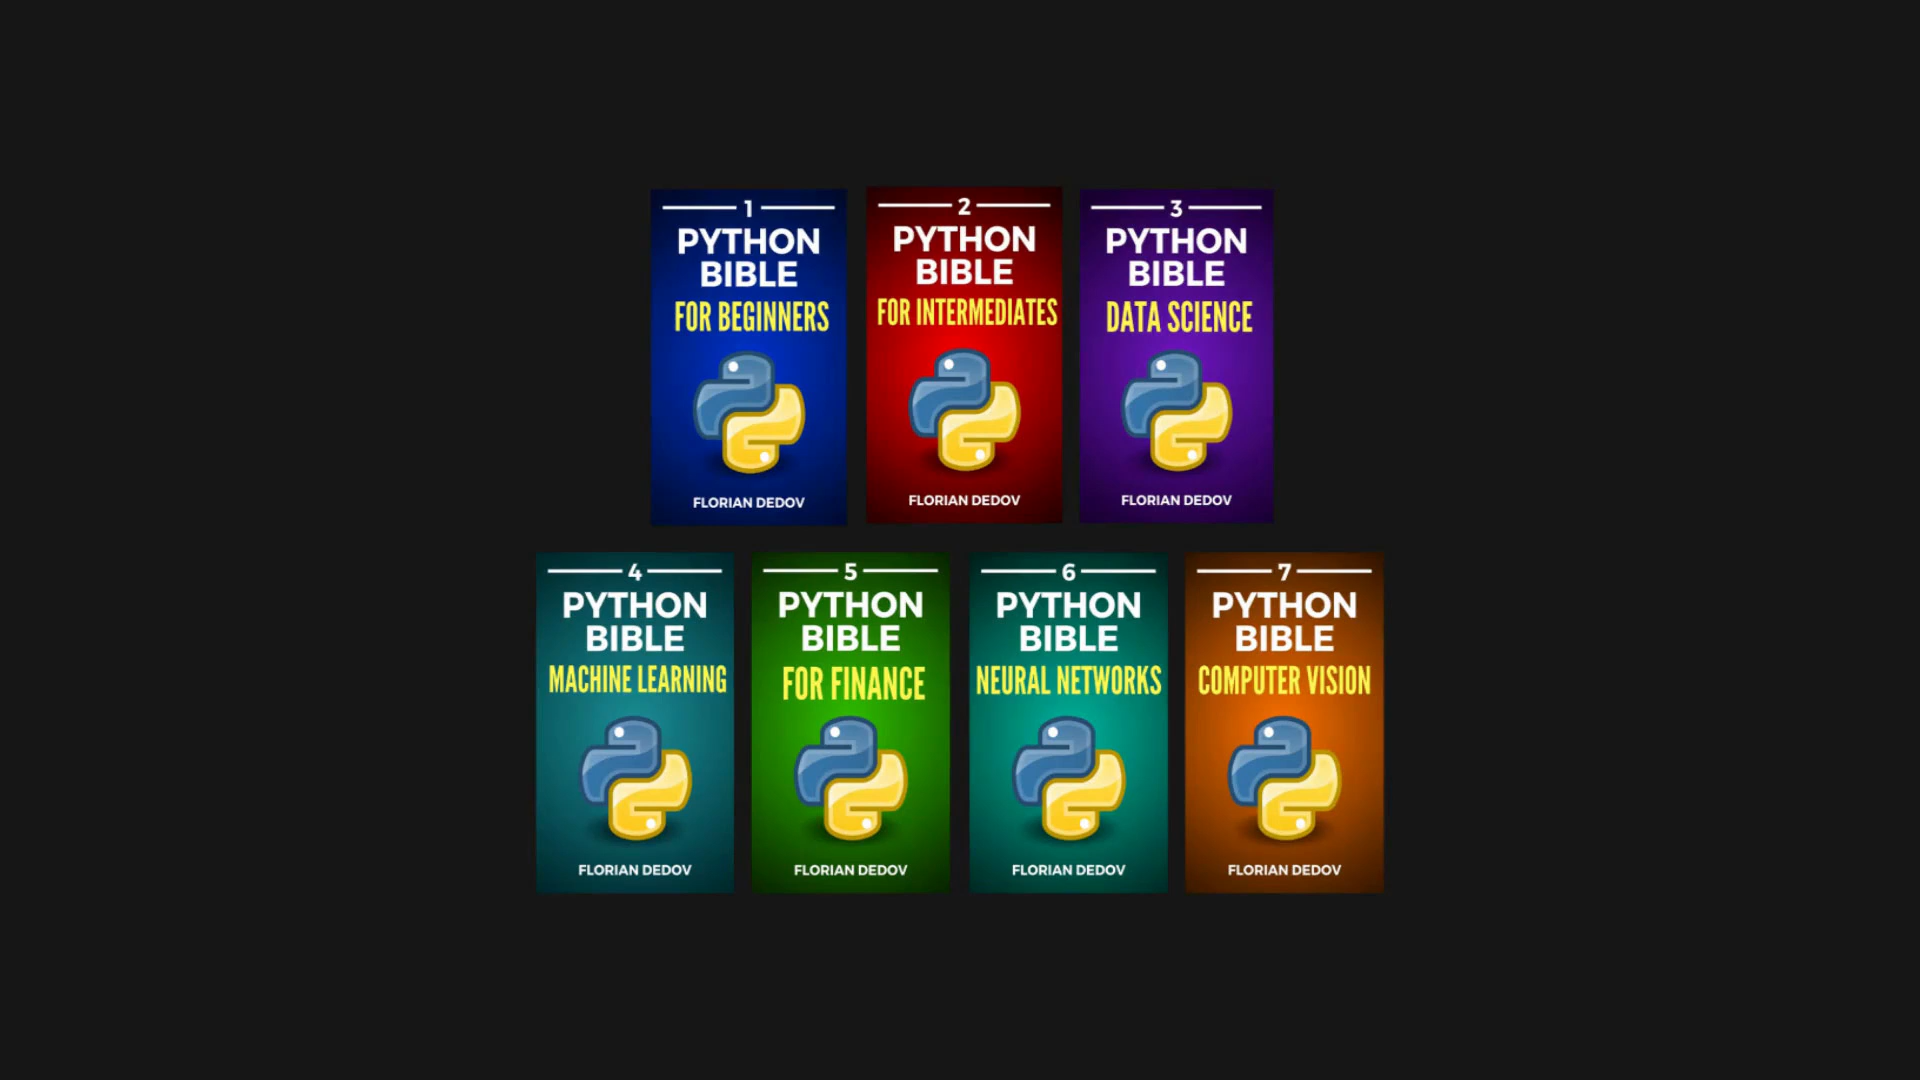 1
PYTHON
BIBLE
FOR BEGINNERS
FLORIAN DEDOV
2
PYTHON
BIBLE
FOR INTERMEDIATES
FLORIAN DEDOV
3
PYTHON
BIBLE
DATA SCIENCE
FLORIAN DEDOV
4
PYTHON
BIBLE
MACHINE LEARNING
FLORIAN DEDOV
5
PYTHON
BIBLE
FOR FINANCE
FLORIAN DEDOV
6
PYTHON
BIBLE
NEURAL NETWORKS
FLORIAN DEDOV
7
PYTHON
BIBLE
COMPUTER VISION
FLORIAN DEDOV